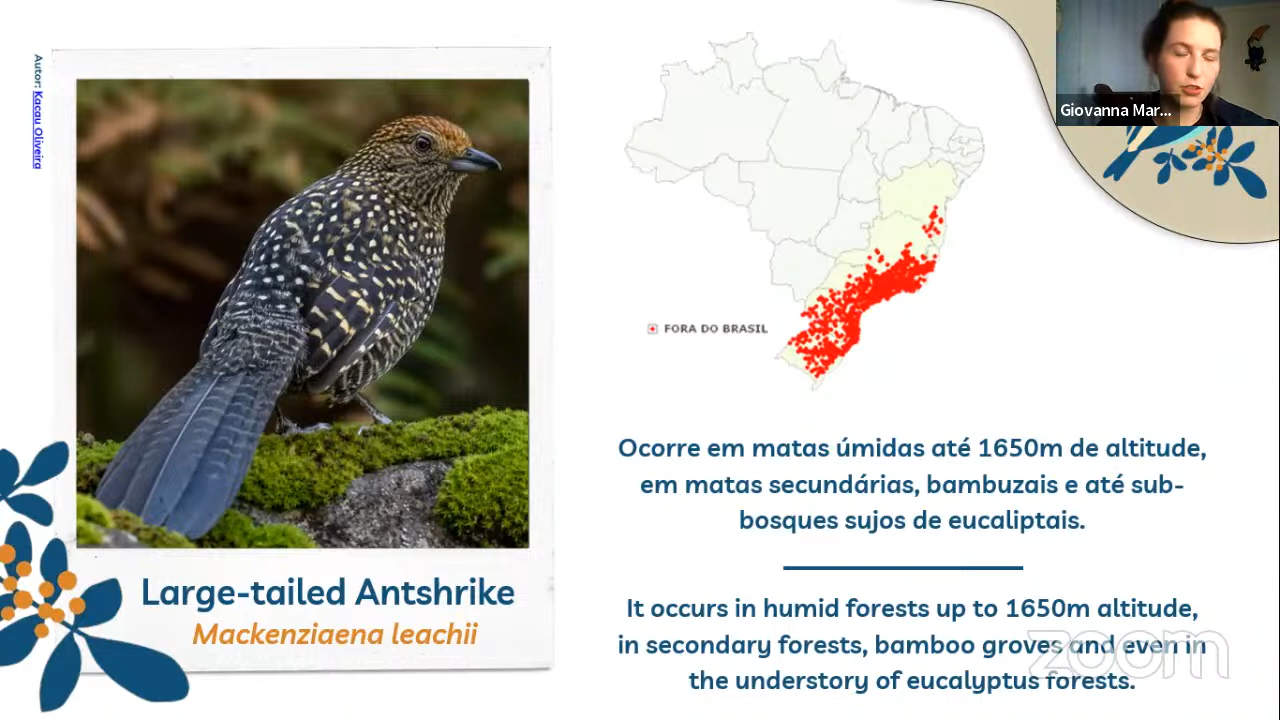 Autor: Kacau Oliveira
Large-tailed Antshrike
Mackenziaena leachii
FORA DO BRASIL
Ocorre em matas úmidas até 1650m de altitude,
em matas secundárias, bambuzais e até sub-
bosques sujos de eucaliptais.
It occurs in humid forests up to 1650m altitude,
in secondary forests, bamboo groves and even in
the understory of eucalyptus forests.
Giovanna Mar...
zoom